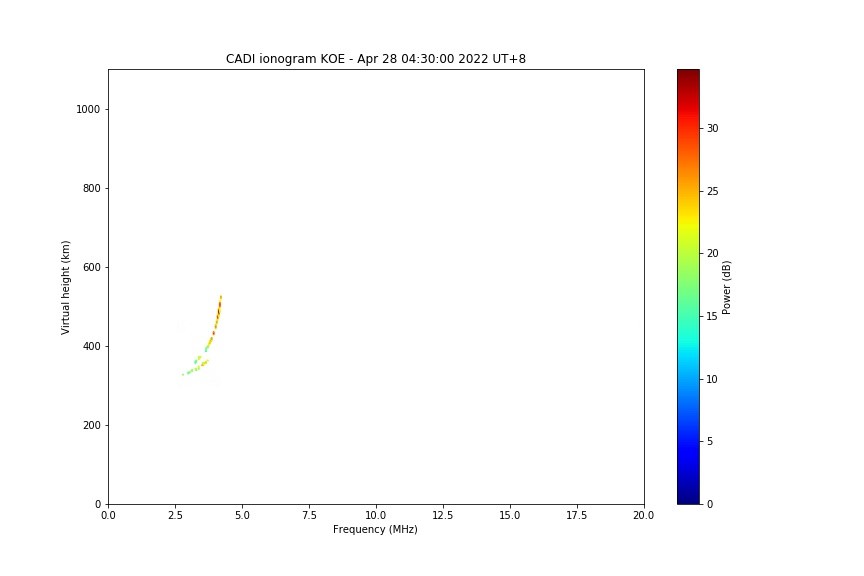 CADI ionogram KOE - Apr 28 04:30:00 2022 UT+8
1000
800
600
400
200
0
Virtual height (km)
0.0 2.5 5.0 7.5 10.0 12.5 15.0 17.5 20.0
Frequency (MHz)
30
25
20
15
10
5
0
Power (dB)